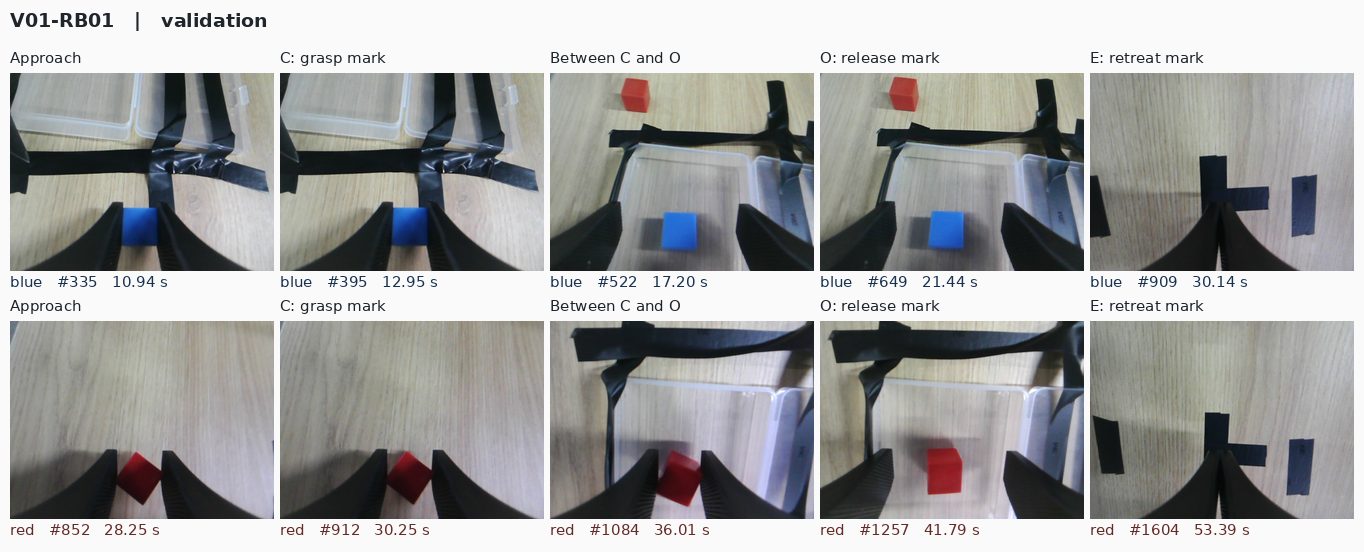 V01-RB01 | validation
Approach
C: grasp mark
Between C and O
O: release mark
E: retreat mark
blue #335 10.94 s
blue #395 12.95 s
blue #522 17.20 s
blue #649 21.44 s
blue #909 30.14 s
Approach
C: grasp mark
Between C and O
O: release mark
E: retreat mark
red #852 28.25 s
red #912 30.25 s
red #1084 36.01 s
red #1257 41.79 s
red #1604 53.39 s